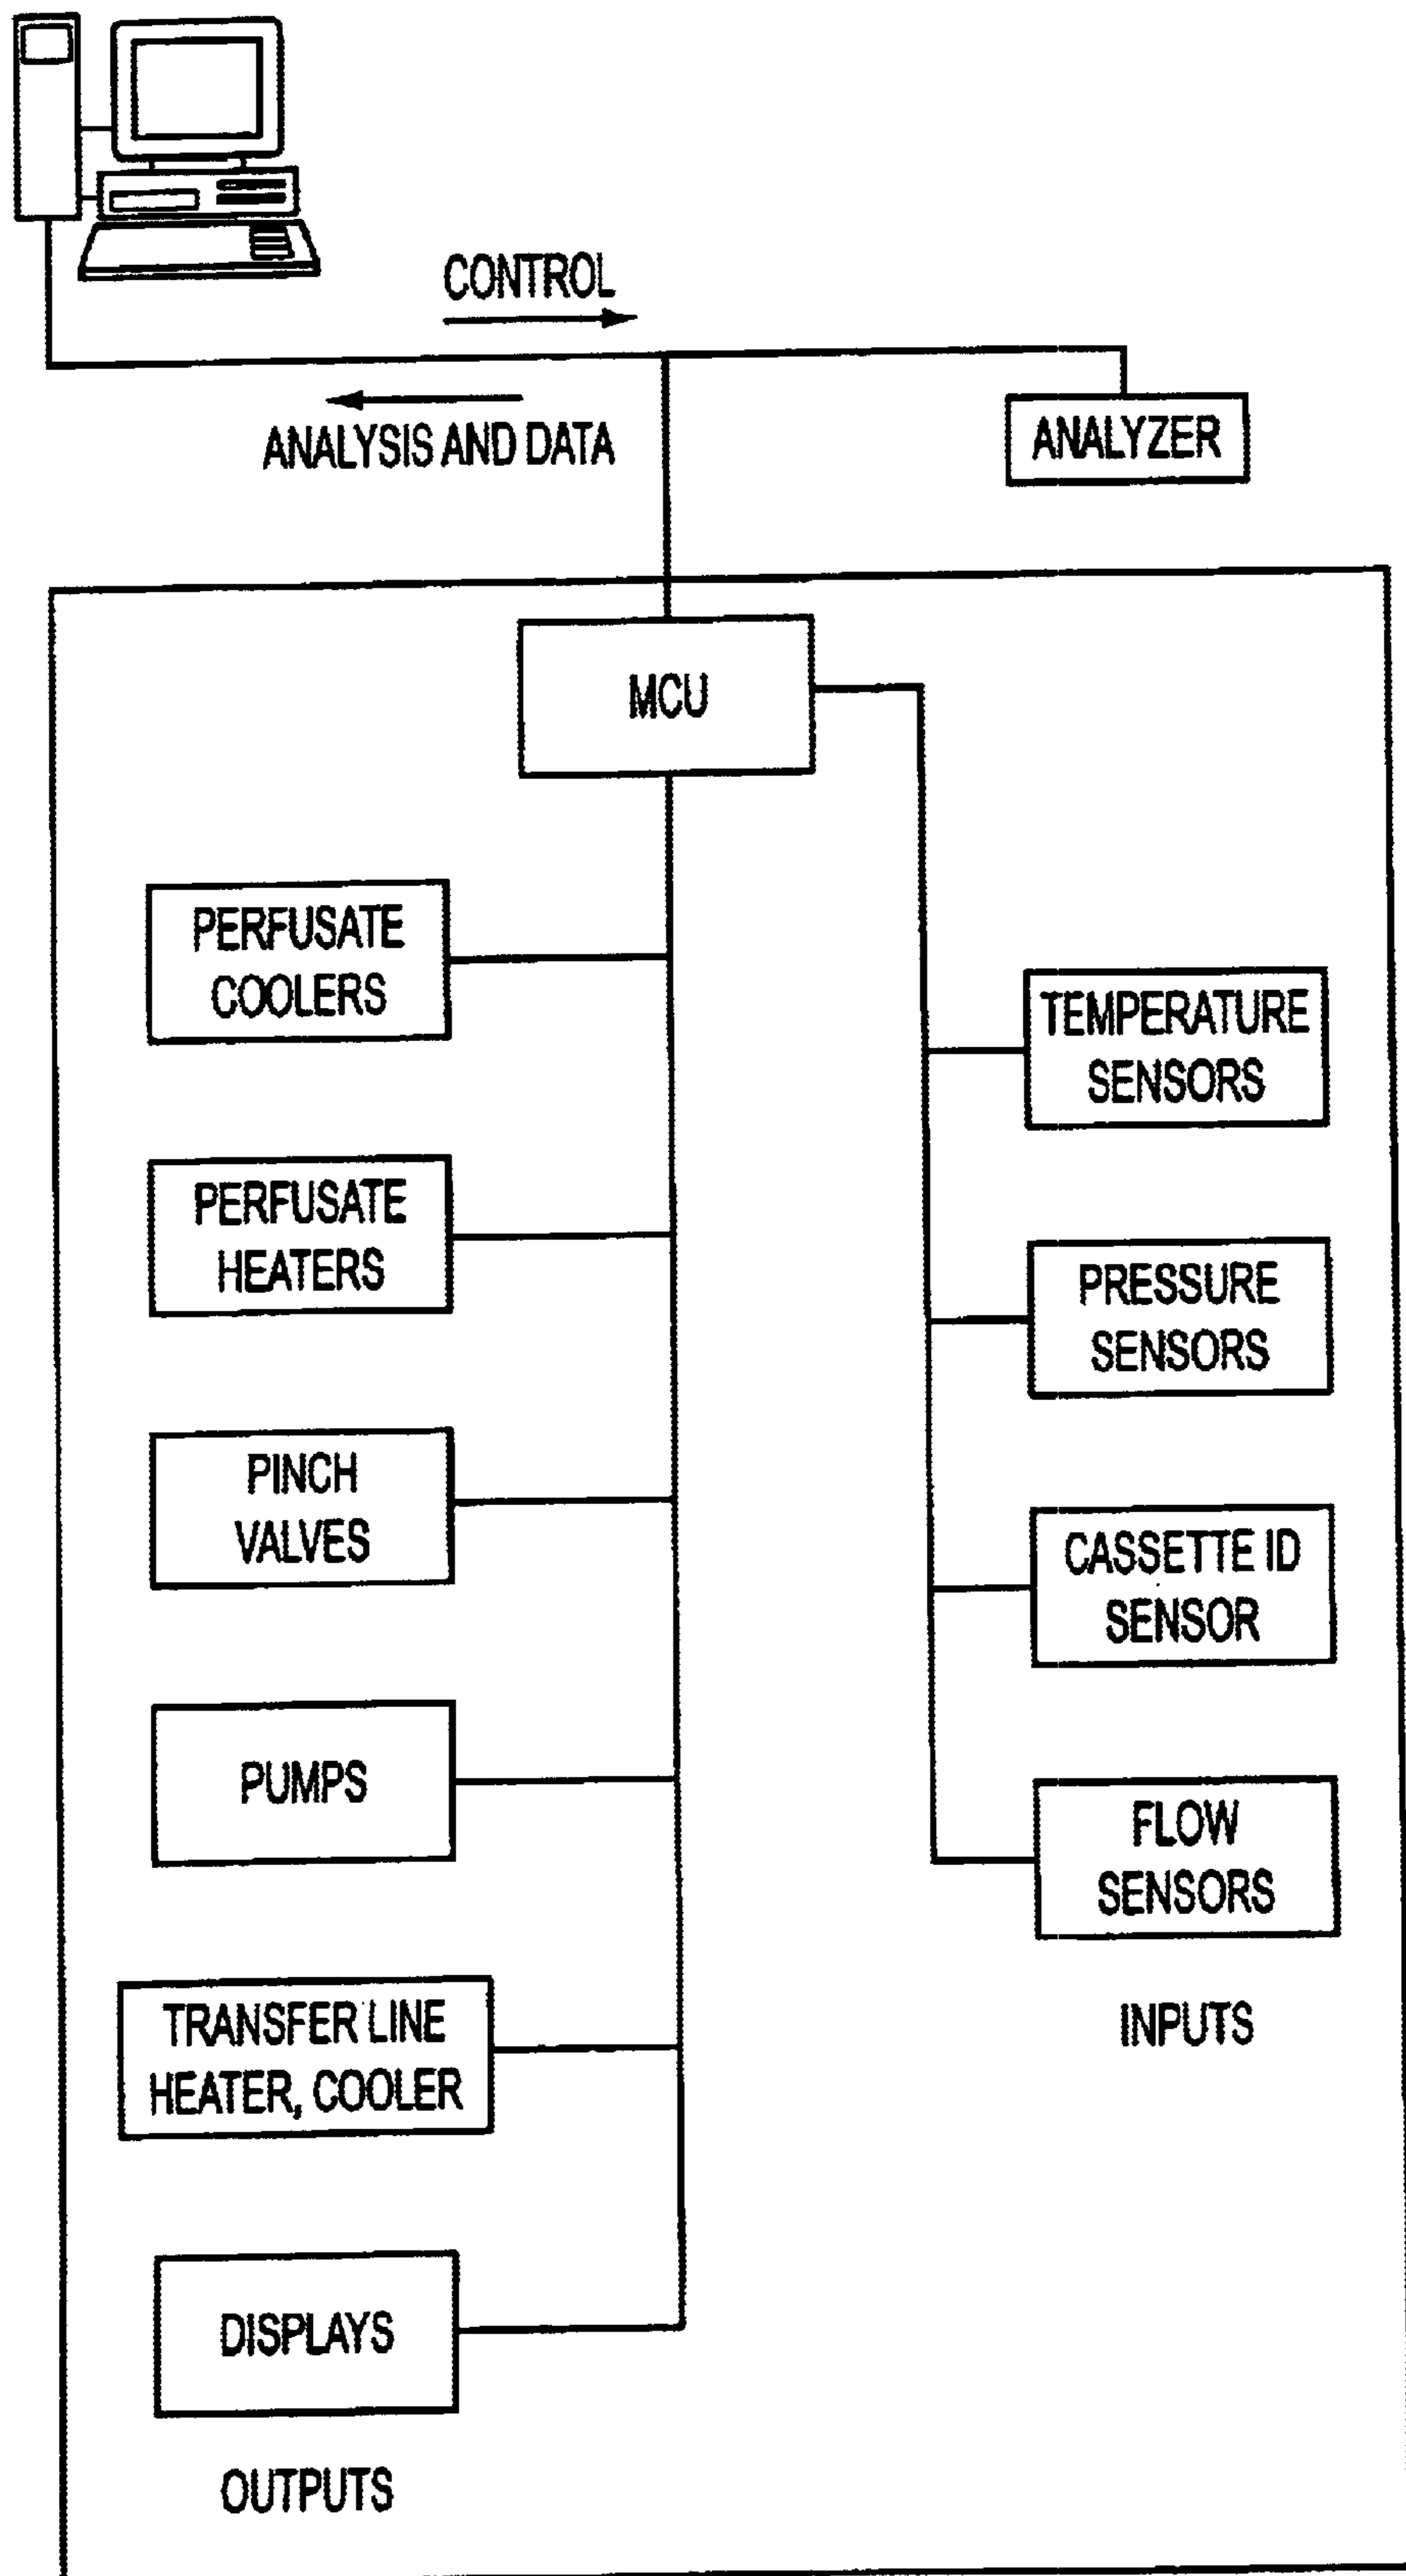 CONTROL
ANALYSIS AND DATA
ANALYZER
MCU
PERFUSATE
COOLERS
PERFUSATE
HEATERS
PINCH
VALVES
PUMPS
TRANSFER LINE
HEATER, COOLER
DISPLAYS
OUTPUTS
TEMPERATURE
SENSORS
PRESSURE
SENSORS
CASSETTE ID
SENSOR
FLOW
SENSORS
INPUTS